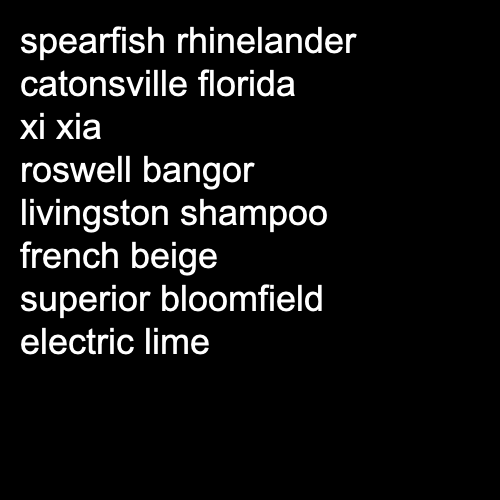 spearfish rhinelander
catonsville florida
xi xia
roswell bangor
livingston shampoo
french beige
superior bloomfield
electric lime